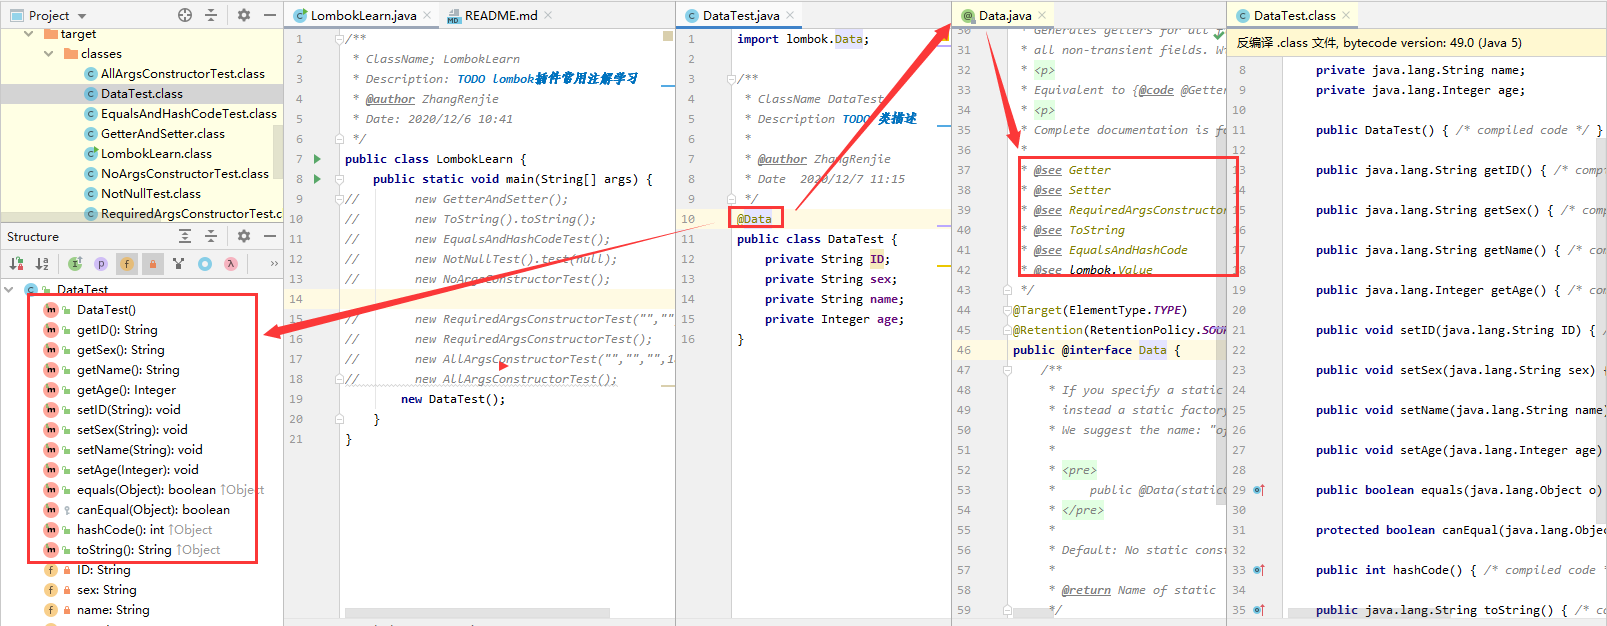 Project
target
classes
AllArgsConstructorTest.class
DataTest.class
EqualsAndHashCodeTest.class
GetterAndSetter.class
LombokLearn.class
NoArgsConstructorTest.class
NotNullTest.class
RequiredArgsConstructorTest.c
Structure
DataTest
DataTest()
getID(): String
getSex(): String
getName(): String
getAge(): Integer
setID(String): void
setSex(String): void
setName(String): void
setAge(Integer): void
equals(Object): boolean ↑Object
canEqual(Object): boolean
hashCode(): int ↑Object
toString(): String ↑Object
ID: String
sex: String
name: String
LombokLearn.java
README.md
1 /**
2 * ClassName; LombokLearn
3 * Description: TODO lombok插件常用注解学习
4 * @author ZhangRenjie
5 * Date: 2020/12/6 10:41
6 */
7 public class LombokLearn {
8 public static void main(String[] args) {
9 // new GetterAndSetter();
10 // new ToString().toString();
11 // new EqualsAndHashCodeTest();
12 // new NotNullTest().test(null);
13 // new NoArgsConstructorTest();
14
15 // new RequiredArgsConstructorTest("",""
16 // new RequiredArgsConstructorTest();
17 // new AllArgsConstructorTest("","","",1
18 // new AllArgsConstructorTest();
19 new DataTest();
20 }
21 }
DataTest.java
1 import lombok.Data;
2
3 /**
4 * ClassName DataTest
5 * Description TODO 类描述
6 *
7 * @author ZhangRenjie
8 * Date 2020/12/7 11:15
9 */
10 @Data
11 public class DataTest {
12 private String ID;
13 private String sex;
14 private String name;
15 private Integer age;
16 }
Data.java
30 * Generates getters for all f
31 all non-transient fields. W
32 * <p>
33 * Equivalent to {@code @Getter
34 * <p>
35 * Complete documentation is fo
36 *
37 * @see Getter
38 * @see Setter
39 * @see RequiredArgsConstructor
40 * @see ToString
41 * @see EqualsAndHashCode
42 * @see lombok.Value
43 */
44 @Target(ElementType.TYPE)
45 @Retention(RetentionPolicy.SOUR
46 public @interface Data {
47 /**
48 * If you specify a static
49 * instead a static factory
50 * We suggest the name: "of
51 *
52 * <pre>
53 * public @Data(staticC
54 * </pre>
55 *
56 * Default: No static const
57 *
58 * @return Name of static
59 */
DataTest.class
反编译 .class 文件, bytecode version: 49.0 (Java 5)
8 private java.lang.String name;
9 private java.lang.Integer age;
10
11 public DataTest() { /* compiled code */ }
12
13 public java.lang.String getID() { /* comp
14
15 public java.lang.String getSex() { /* comp
16
17 public java.lang.String getName() { /* con
18
19 public java.lang.Integer getAge() { /* con
20
21 public void setID(java.lang.String ID) { /
22
23 public void setSex(java.lang.String sex) {
24
25 public void setName(java.lang.String name)
26
27 public void setAge(java.lang.Integer age)
28
29 public boolean equals(java.lang.Object o)
30
31 protected boolean canEqual(java.lang.Objec
32
33 public int hashCode() { /* compiled code *
34
35 public java.lang.String toString() { /* co